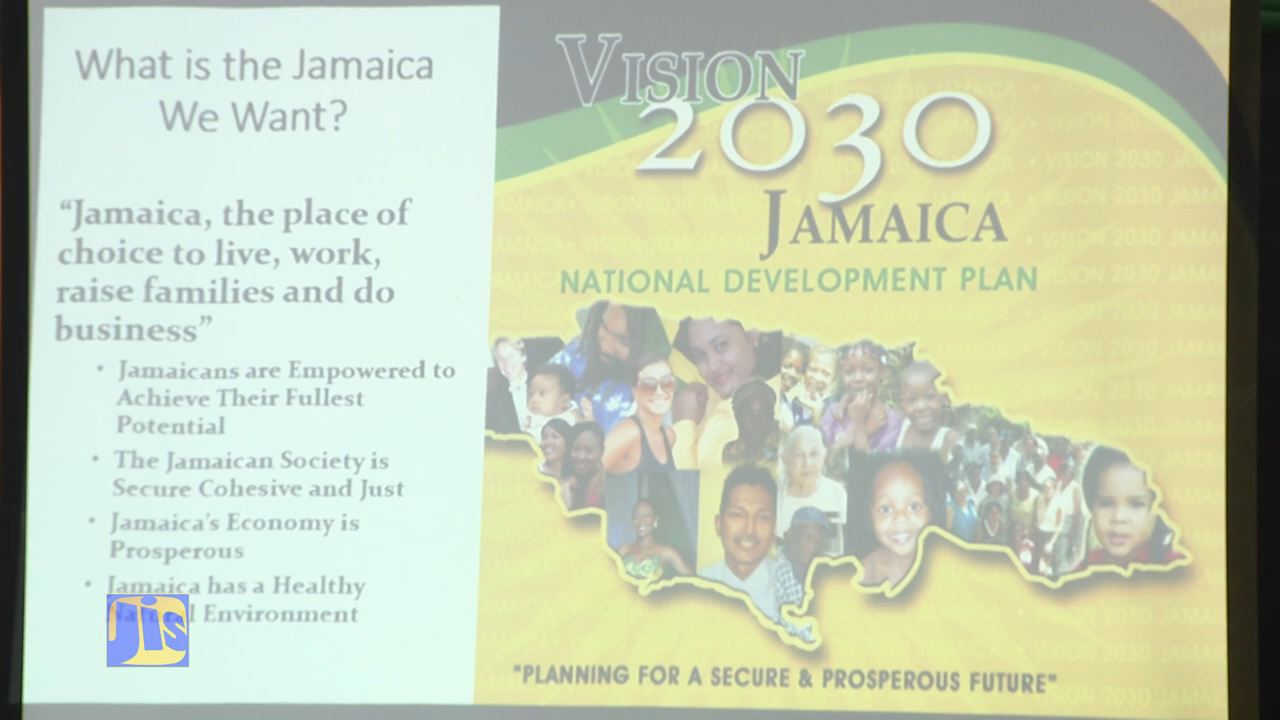 What is the Jamaica
We Want?
“Jamaica, the place of
choice to live, work,
raise families and do
business”
• Jamaicans are Empowered to
Achieve Their Fullest
Potential
• The Jamaican Society is
Secure Cohesive and Just
• Jamaica’s Economy is
Prosperous
• Jamaica has a Healthy
Natural Environment
JIS
VISION
2030
JAMAICA
NATIONAL DEVELOPMENT PLAN
"PLANNING FOR A SECURE & PROSPEROUS FUTURE"